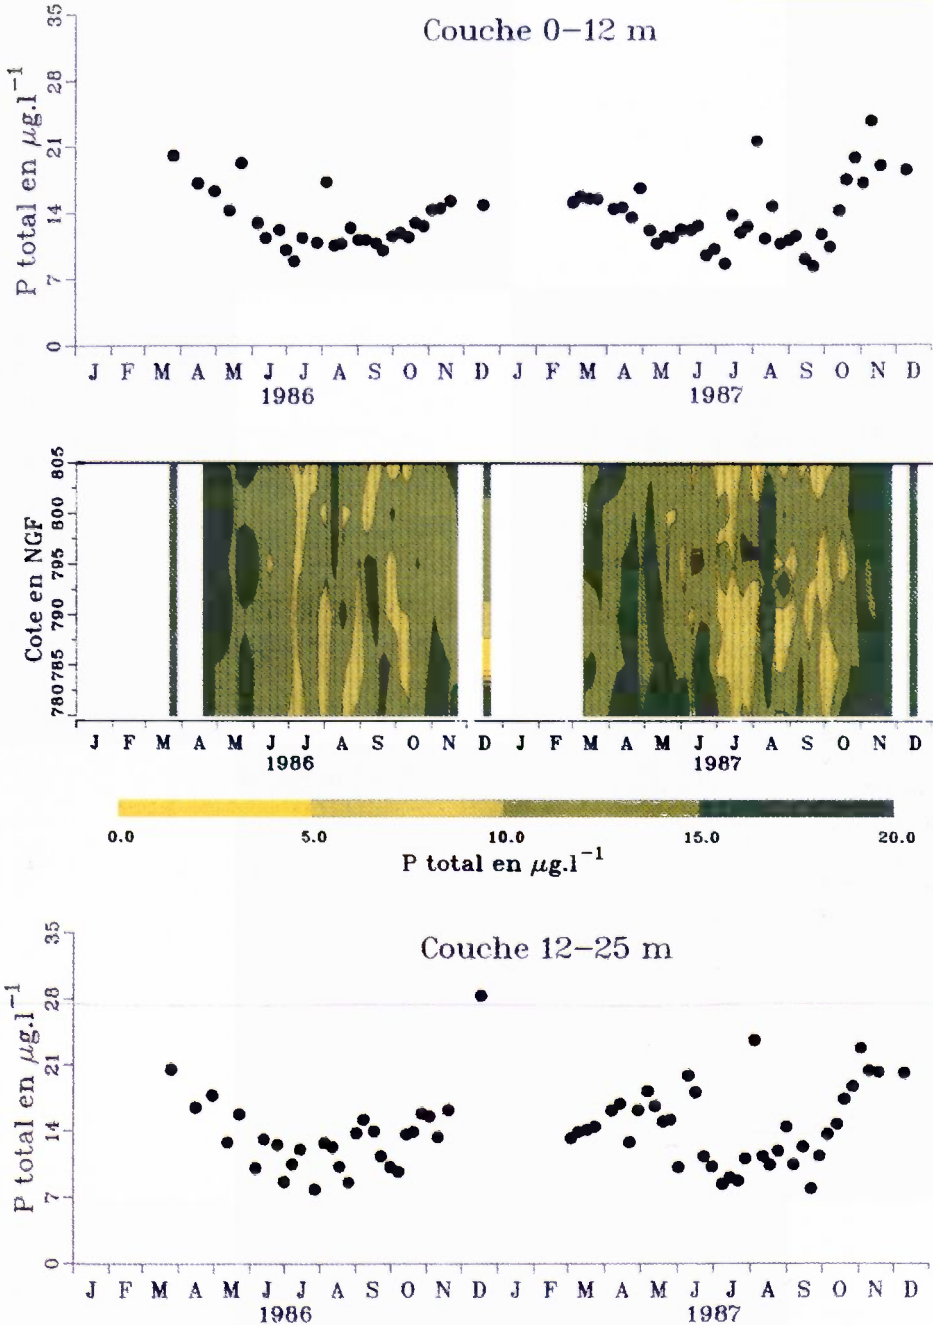 Couche 0–12 m
P total en µg.l⁻¹
35
28
21
14
7
0
J F M A M J J A S O N D J F M A M J J A S O N D
1986 1987
Cote en NGF
805
800
795
790
785
780
J F M A M J J A S O N D J F M A M J J A S O N D
1986 1987
0.0 5.0 10.0 15.0 20.0
P total en µg.l⁻¹
Couche 12–25 m
P total en µg.l⁻¹
35
28
21
14
7
0
J F M A M J J A S O N D J F M A M J J A S O N D
1986 1987